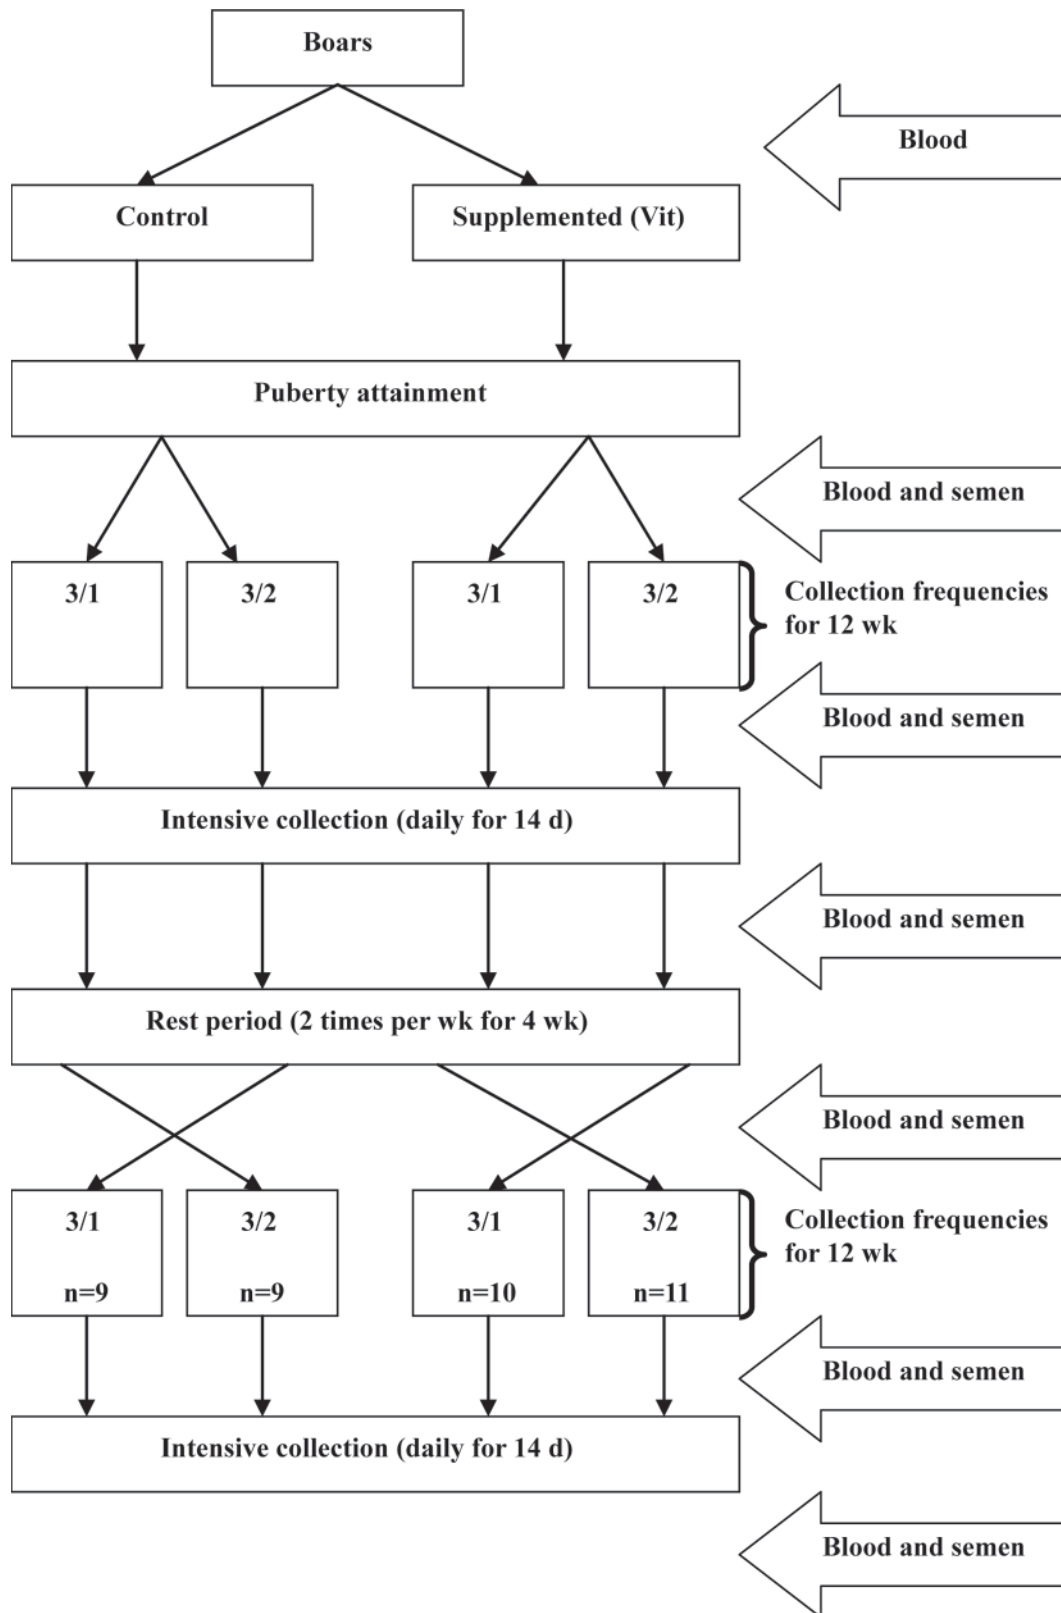 Boars
Blood
Control
Supplemented (Vit)
Puberty attainment
Blood and semen
3/1
3/2
3/1
3/2
Collection frequencies
for 12 wk
Blood and semen
Intensive collection (daily for 14 d)
Blood and semen
Rest period (2 times per wk for 4 wk)
Blood and semen
3/1
3/2
3/1
3/2
Collection frequencies
for 12 wk
n=9
n=9
n=10
n=11
Blood and semen
Intensive collection (daily for 14 d)
Blood and semen